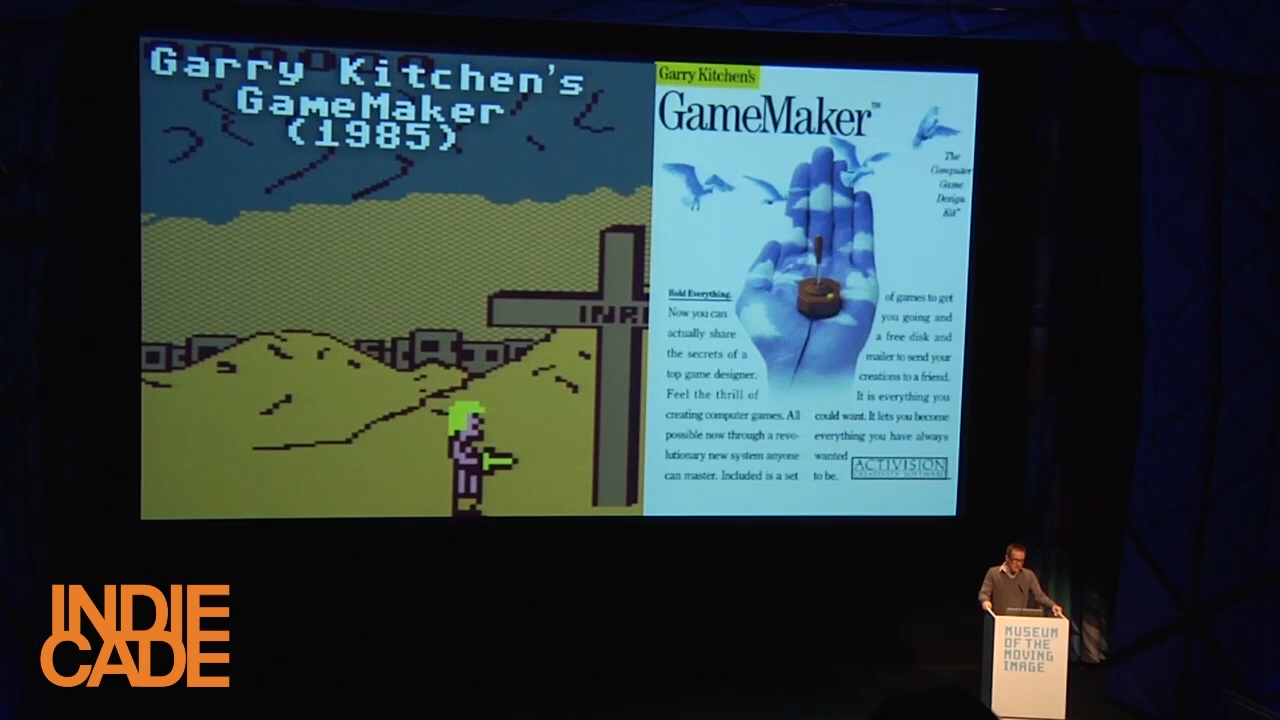 Garry Kitchen's
GameMaker
(1985)
INRI
Garry Kitchen's
GameMaker™
The
Computer
Game
Design
Kit™
Hold Everything.
Now you can
actually share
the secrets of a
top game designer.
Feel the thrill of
creating computer games. All
possible now through a revo-
lutionary new system anyone
can master. Included is a set
of games to get
you going and
a free disk and
mailer to send your
creations to a friend.
It is everything you
could want. It lets you become
everything you have always
wanted
to be.
ACTIVISION
CREATIVITY SOFTWARE
INDIE
CADE
MUSEUM
OF THE
MOVING
IMAGE